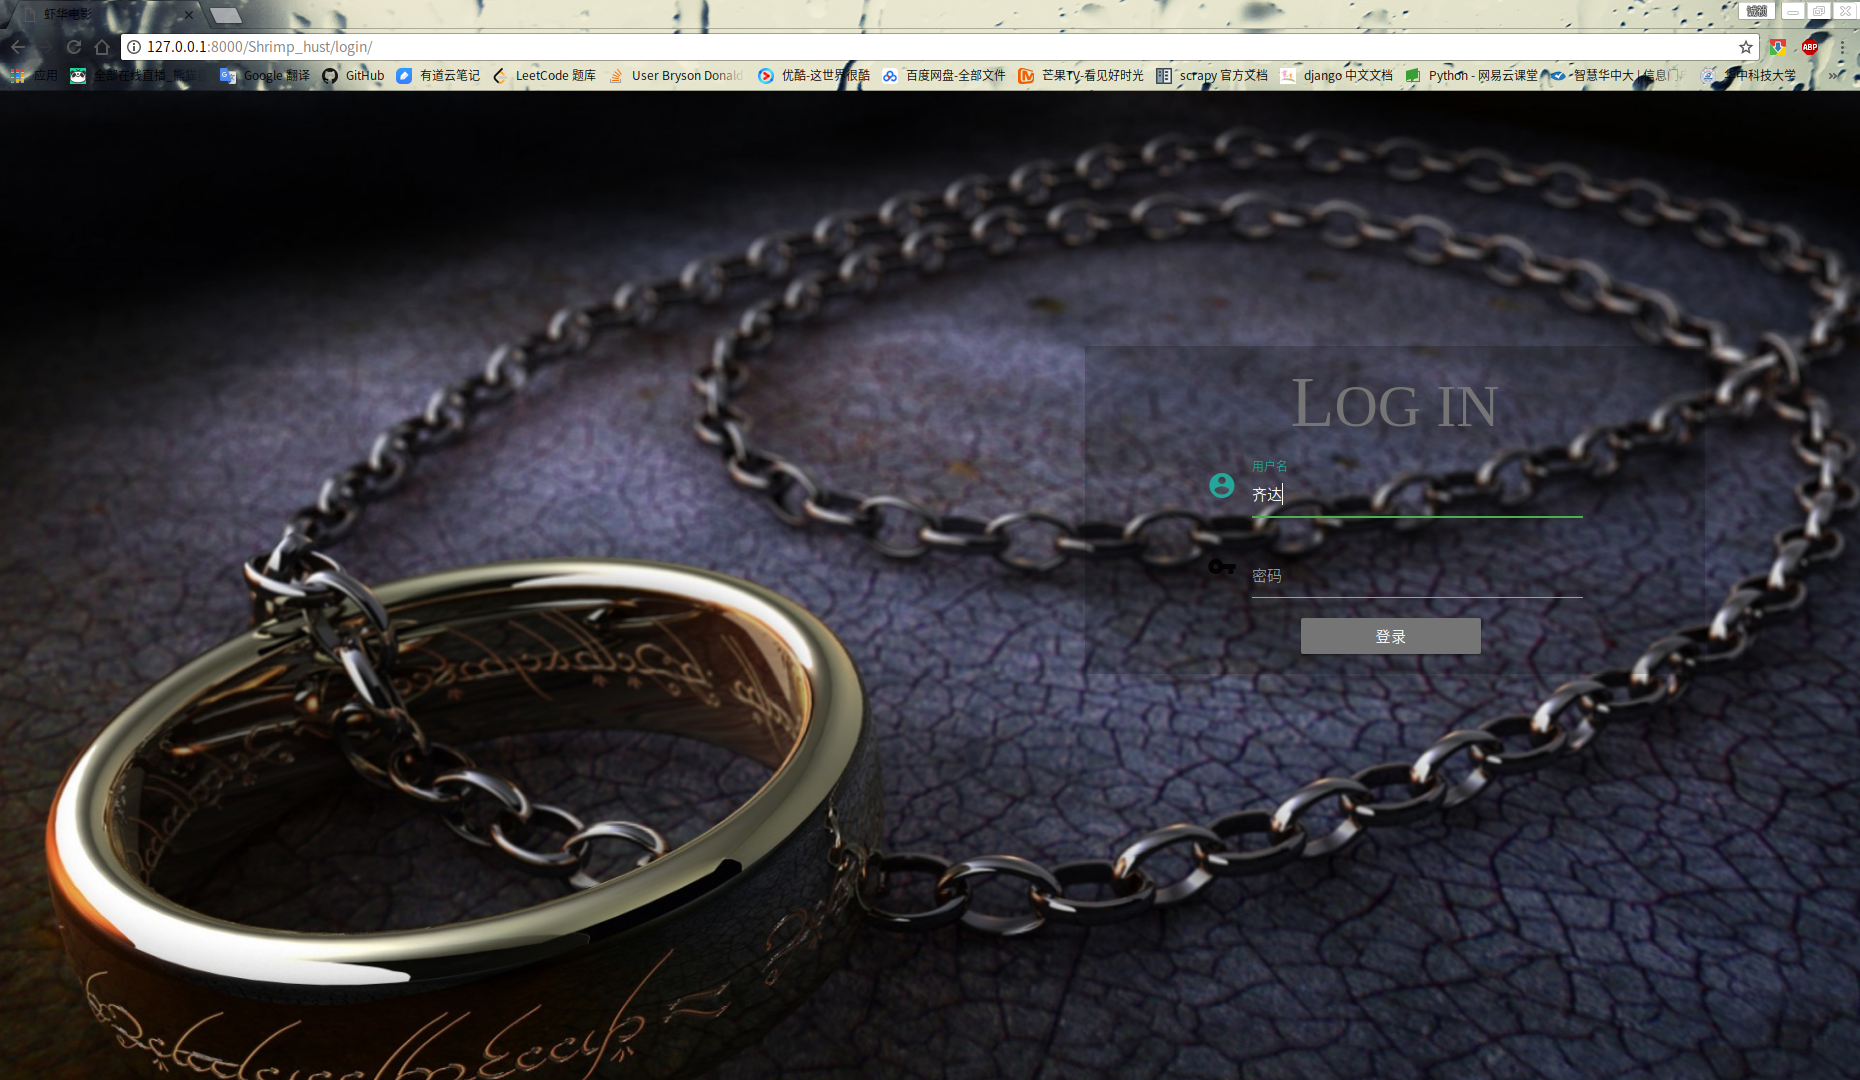 虾华电影
诚毅
127.0.0.1:8000/Shrimp_hust/login/
应用 全部在线直播_熊猫 Google 翻译 GitHub 有道云笔记 LeetCode 题库 User Bryson Donald 优酷-这世界很酷 百度网盘-全部文件 芒果TV-看见好时光 scrapy 官方文档 django 中文文档 Python - 网易云课堂 智慧华中大 | 信息门户 华中科技大学 »
ABP
LOG IN
用户名
齐达
密码
登录